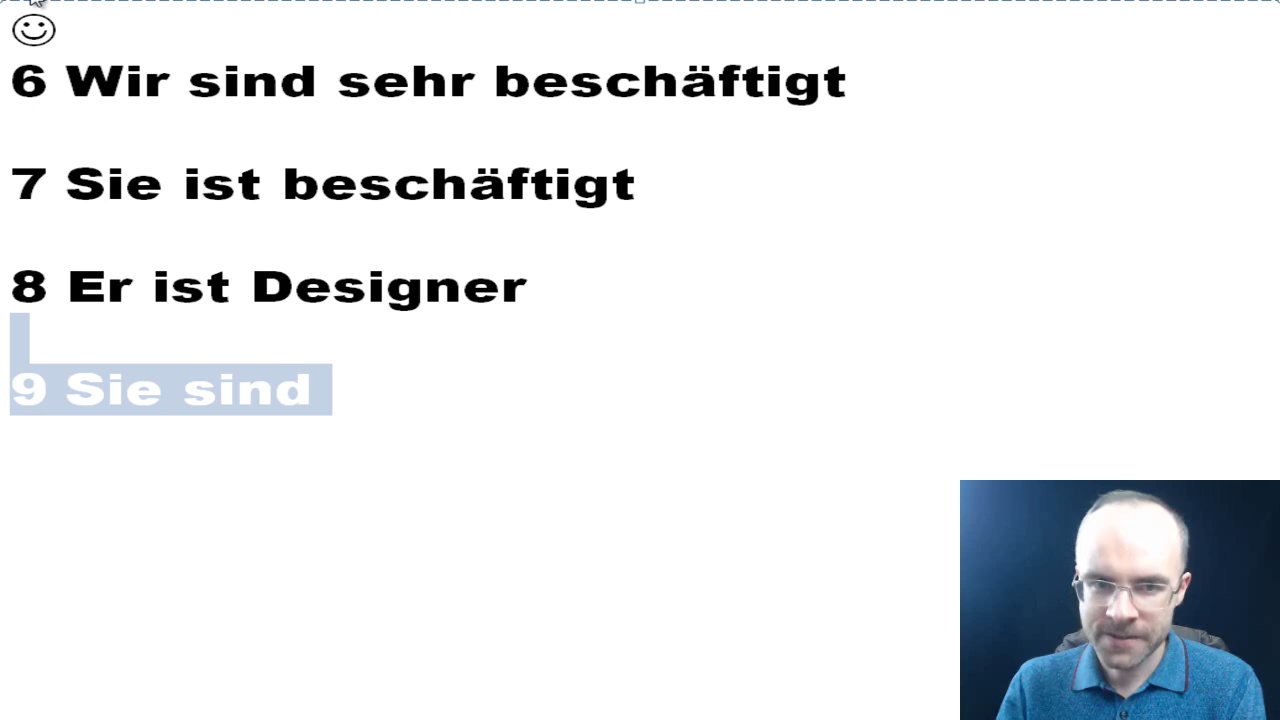 6 Wir sind sehr beschäftigt
7 Sie ist beschäftigt
8 Er ist Designer
9 Sie sind